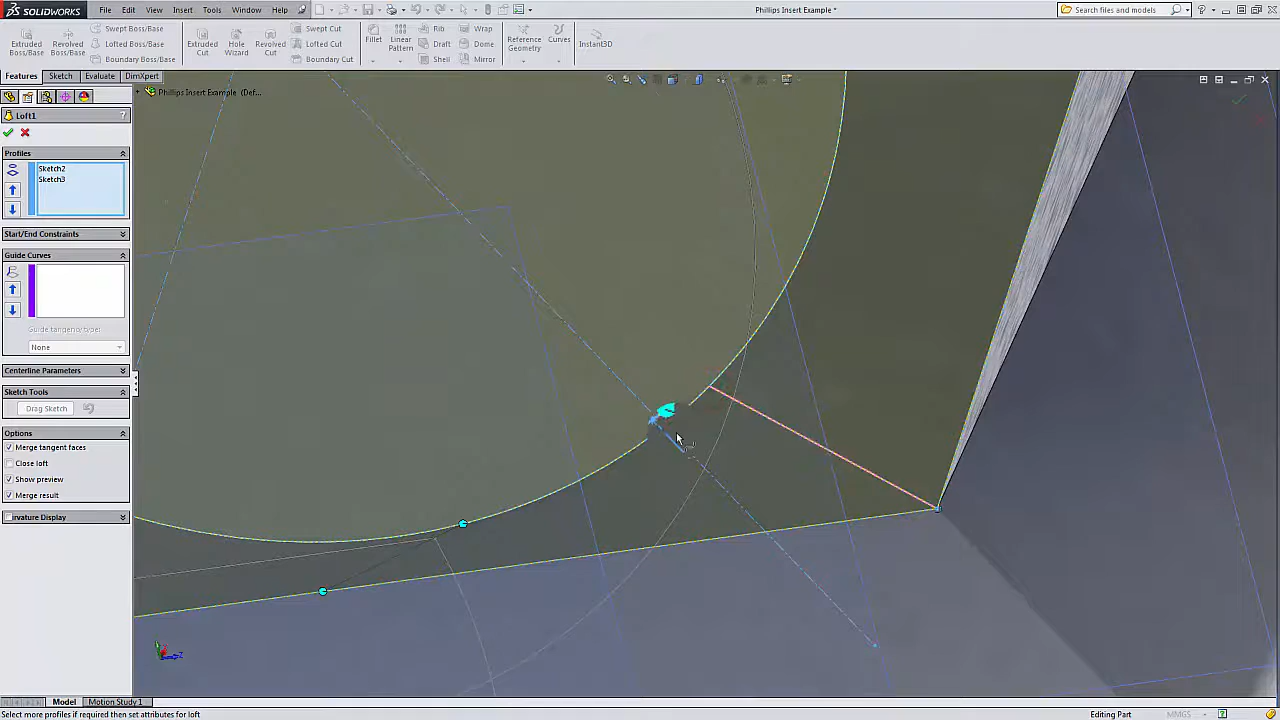 SOLIDWORKS File Edit View Insert Tools Window Help Phillips Insert Example * Search files and models
Extruded Boss/Base
Revolved Boss/Base
Swept Boss/Base
Lofted Boss/Base
Boundary Boss/Base
Extruded Cut
Hole Wizard
Revolved Cut
Swept Cut
Lofted Cut
Boundary Cut
Fillet
Linear Pattern
Rib
Draft
Shell
Wrap
Dome
Mirror
Reference Geometry
Curves
Instant3D
Features Sketch Evaluate DimXpert
Phillips Insert Example (Def...
Loft1 ?
Profiles
Sketch2
Sketch3
Start/End Constraints
Guide Curves
Guide tangency type:
None
Centerline Parameters
Sketch Tools
Drag Sketch
Options
Merge tangent faces
Close loft
Show preview
Merge result
urvature Display
Model Motion Study 1
Select more profiles if required then set attributes for loft Editing Part MMGS